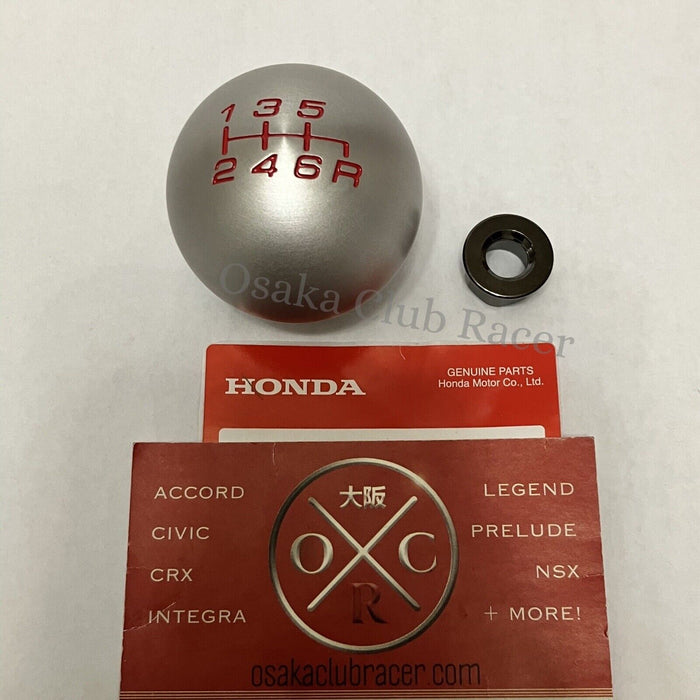 1 3 5
2 4 6 R
Osaka Club Racer
HONDA
GENUINE PARTS
Honda Motor Co., Ltd.
ACCORD
CIVIC
CRX
INTEGRA
大阪
O C
R
LEGEND
PRELUDE
NSX
+ MORE!
osakaclubracer.com